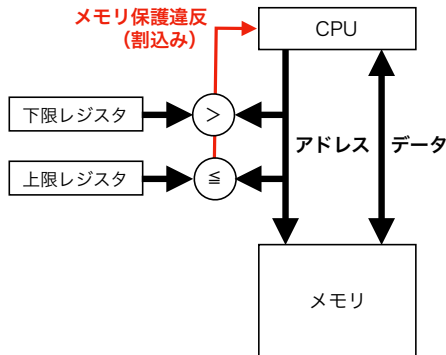 メモリ保護違反
(割込み)
CPU
下限レジスタ
>
アドレス
データ
上限レジスタ
≦
メモリ